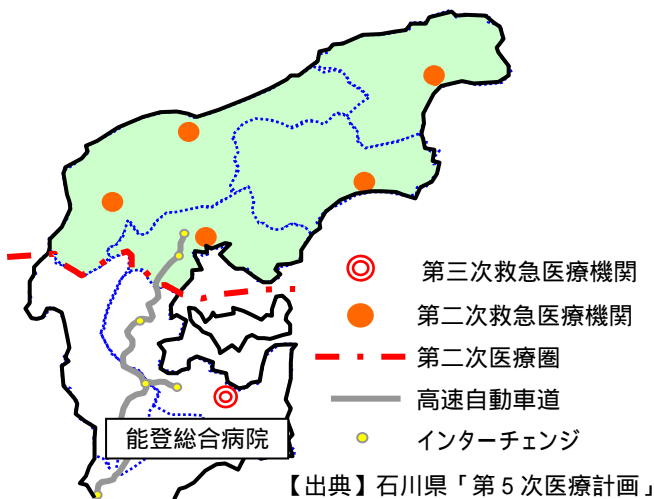 第三次救急医療機関
第二次救急医療機関
第二次医療圏
高速自動車道
インターチェンジ
能登総合病院
【出典】石川県「第５次医療計画」